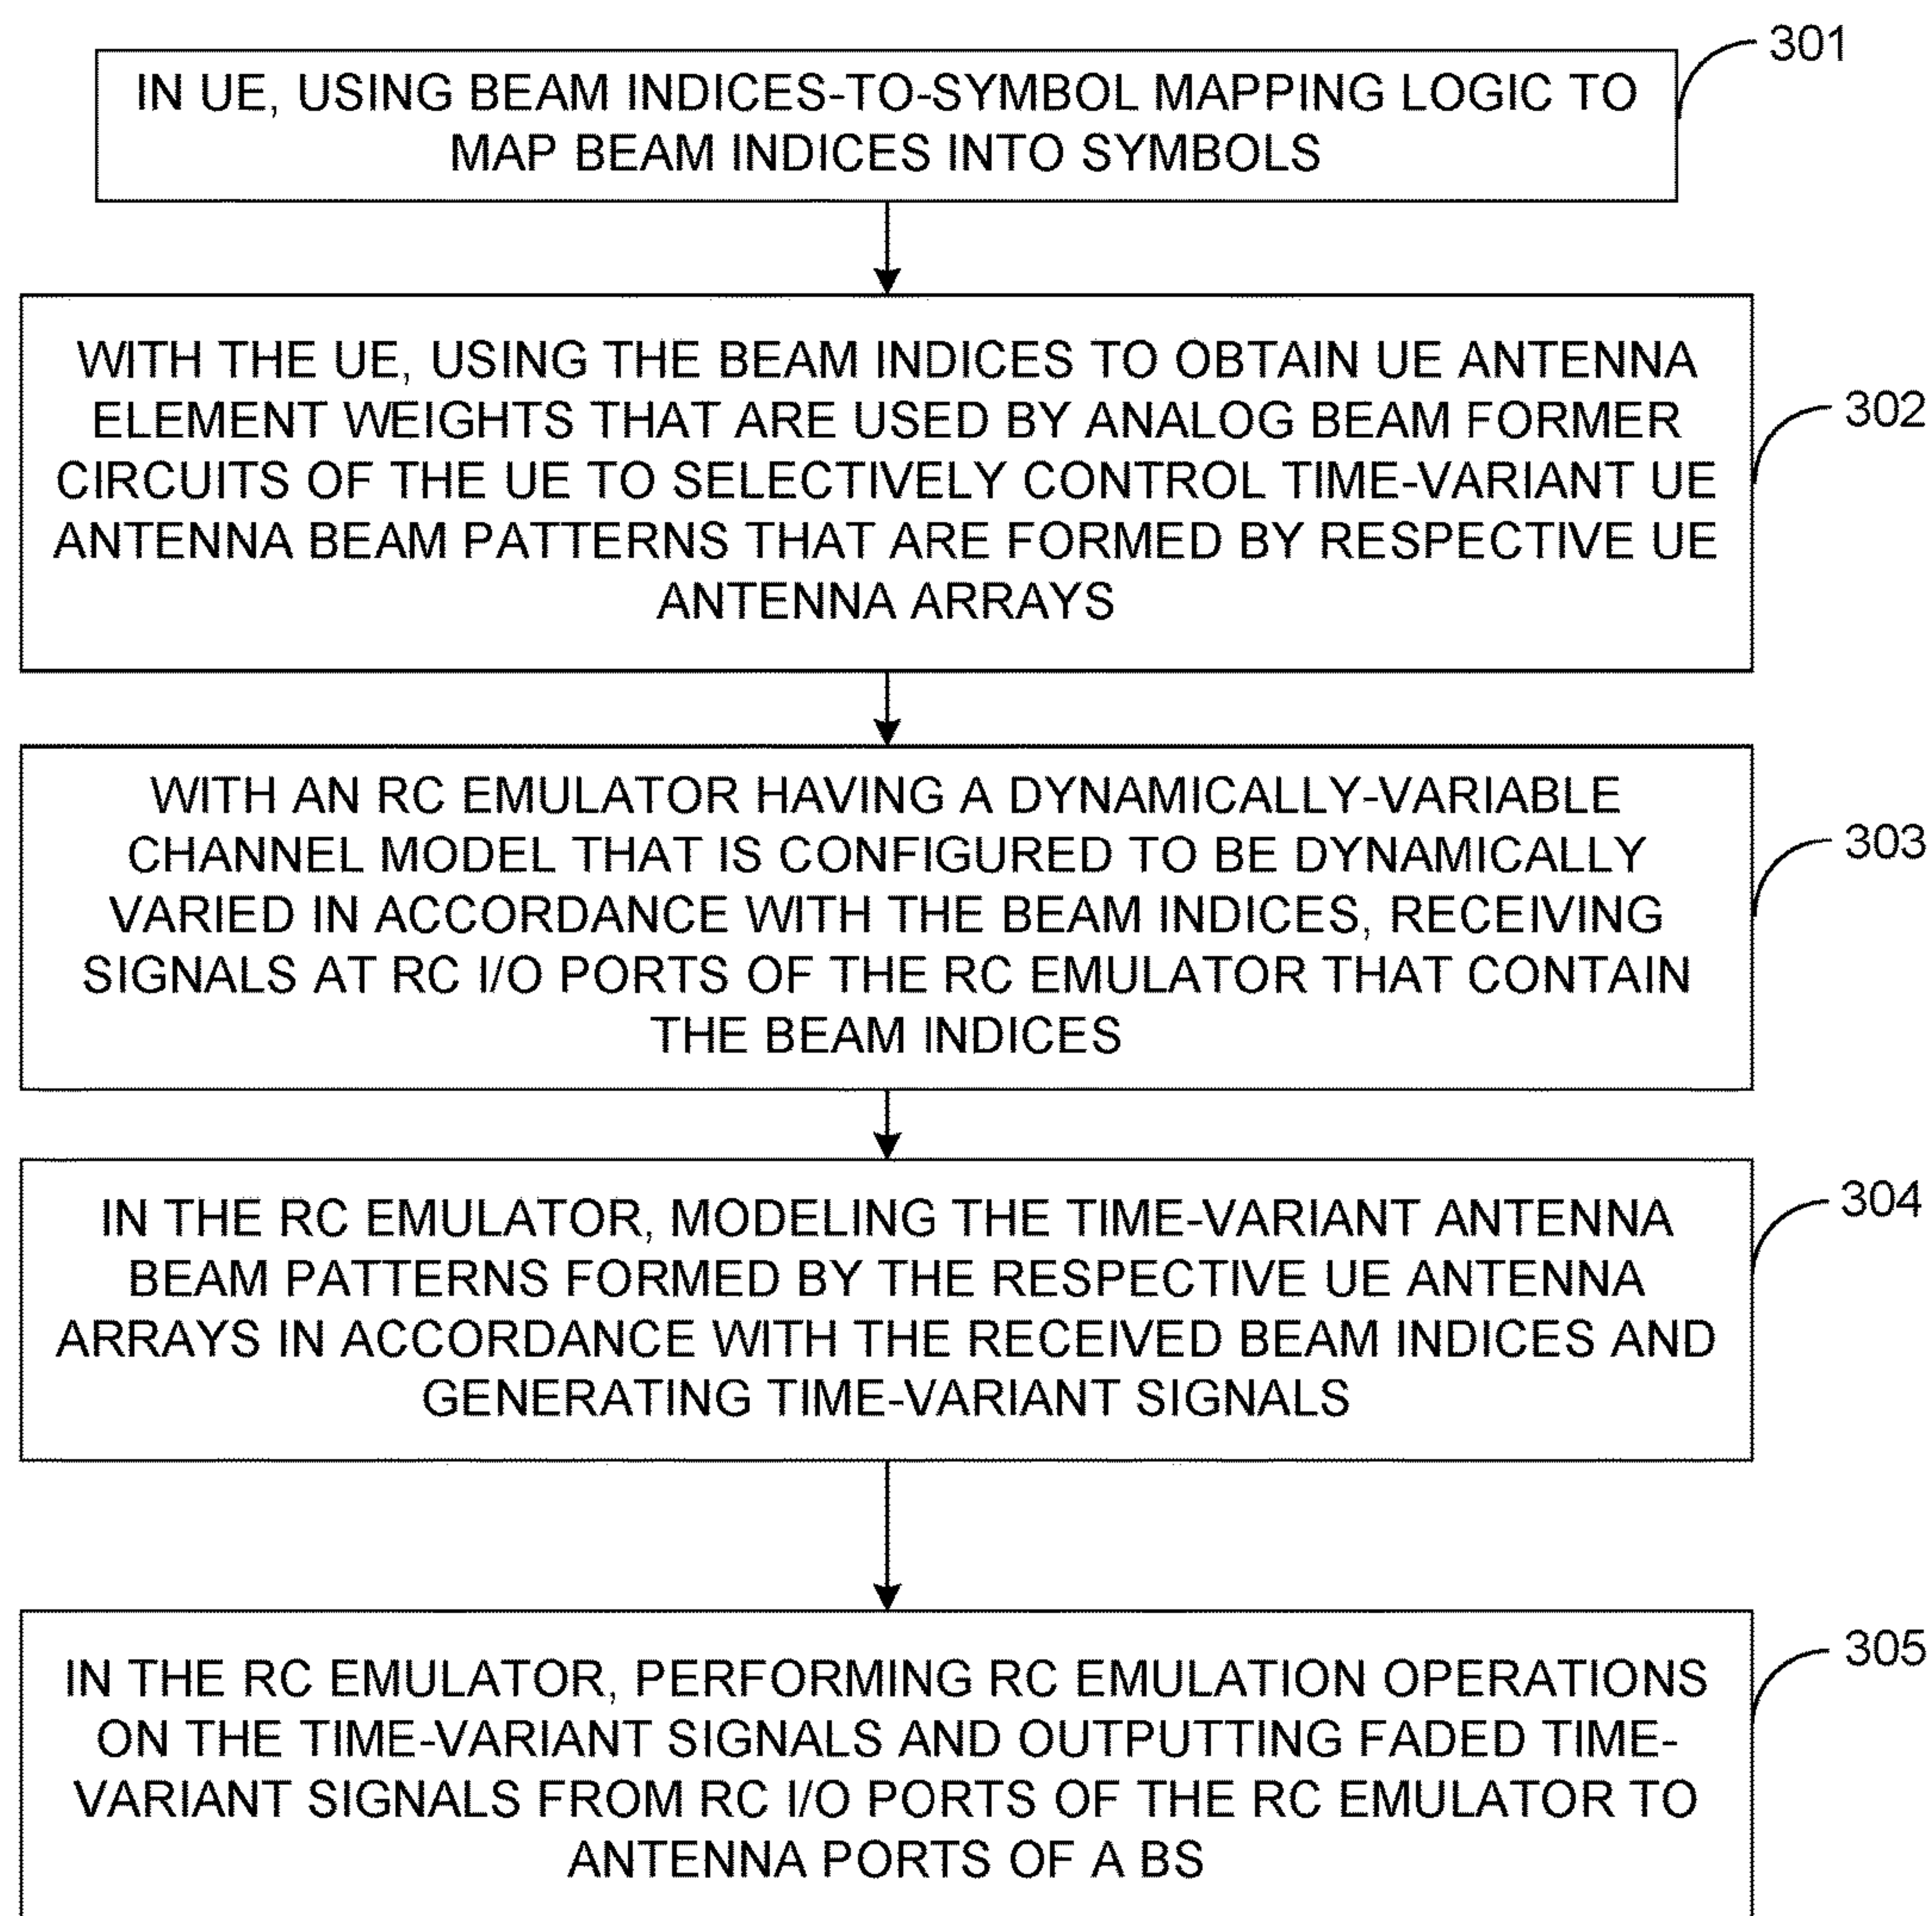 301
IN UE, USING BEAM INDICES-TO-SYMBOL MAPPING LOGIC TO
MAP BEAM INDICES INTO SYMBOLS
WITH THE UE, USING THE BEAM INDICES TO OBTAIN UE ANTENNA
ELEMENT WEIGHTS THAT ARE USED BY ANALOG BEAM FORMER
CIRCUITS OF THE UE TO SELECTIVELY CONTROL TIME-VARIANT UE
ANTENNA BEAM PATTERNS THAT ARE FORMED BY RESPECTIVE UE
ANTENNA ARRAYS
302
WITH AN RC EMULATOR HAVING A DYNAMICALLY-VARIABLE
CHANNEL MODEL THAT IS CONFIGURED TO BE DYNAMICALLY
VARIED IN ACCORDANCE WITH THE BEAM INDICES, RECEIVING
SIGNALS AT RC I/O PORTS OF THE RC EMULATOR THAT CONTAIN
THE BEAM INDICES
303
IN THE RC EMULATOR, MODELING THE TIME-VARIANT ANTENNA
BEAM PATTERNS FORMED BY THE RESPECTIVE UE ANTENNA
ARRAYS IN ACCORDANCE WITH THE RECEIVED BEAM INDICES AND
GENERATING TIME-VARIANT SIGNALS
304
IN THE RC EMULATOR, PERFORMING RC EMULATION OPERATIONS
ON THE TIME-VARIANT SIGNALS AND OUTPUTTING FADED TIME-
VARIANT SIGNALS FROM RC I/O PORTS OF THE RC EMULATOR TO
ANTENNA PORTS OF A BS
305